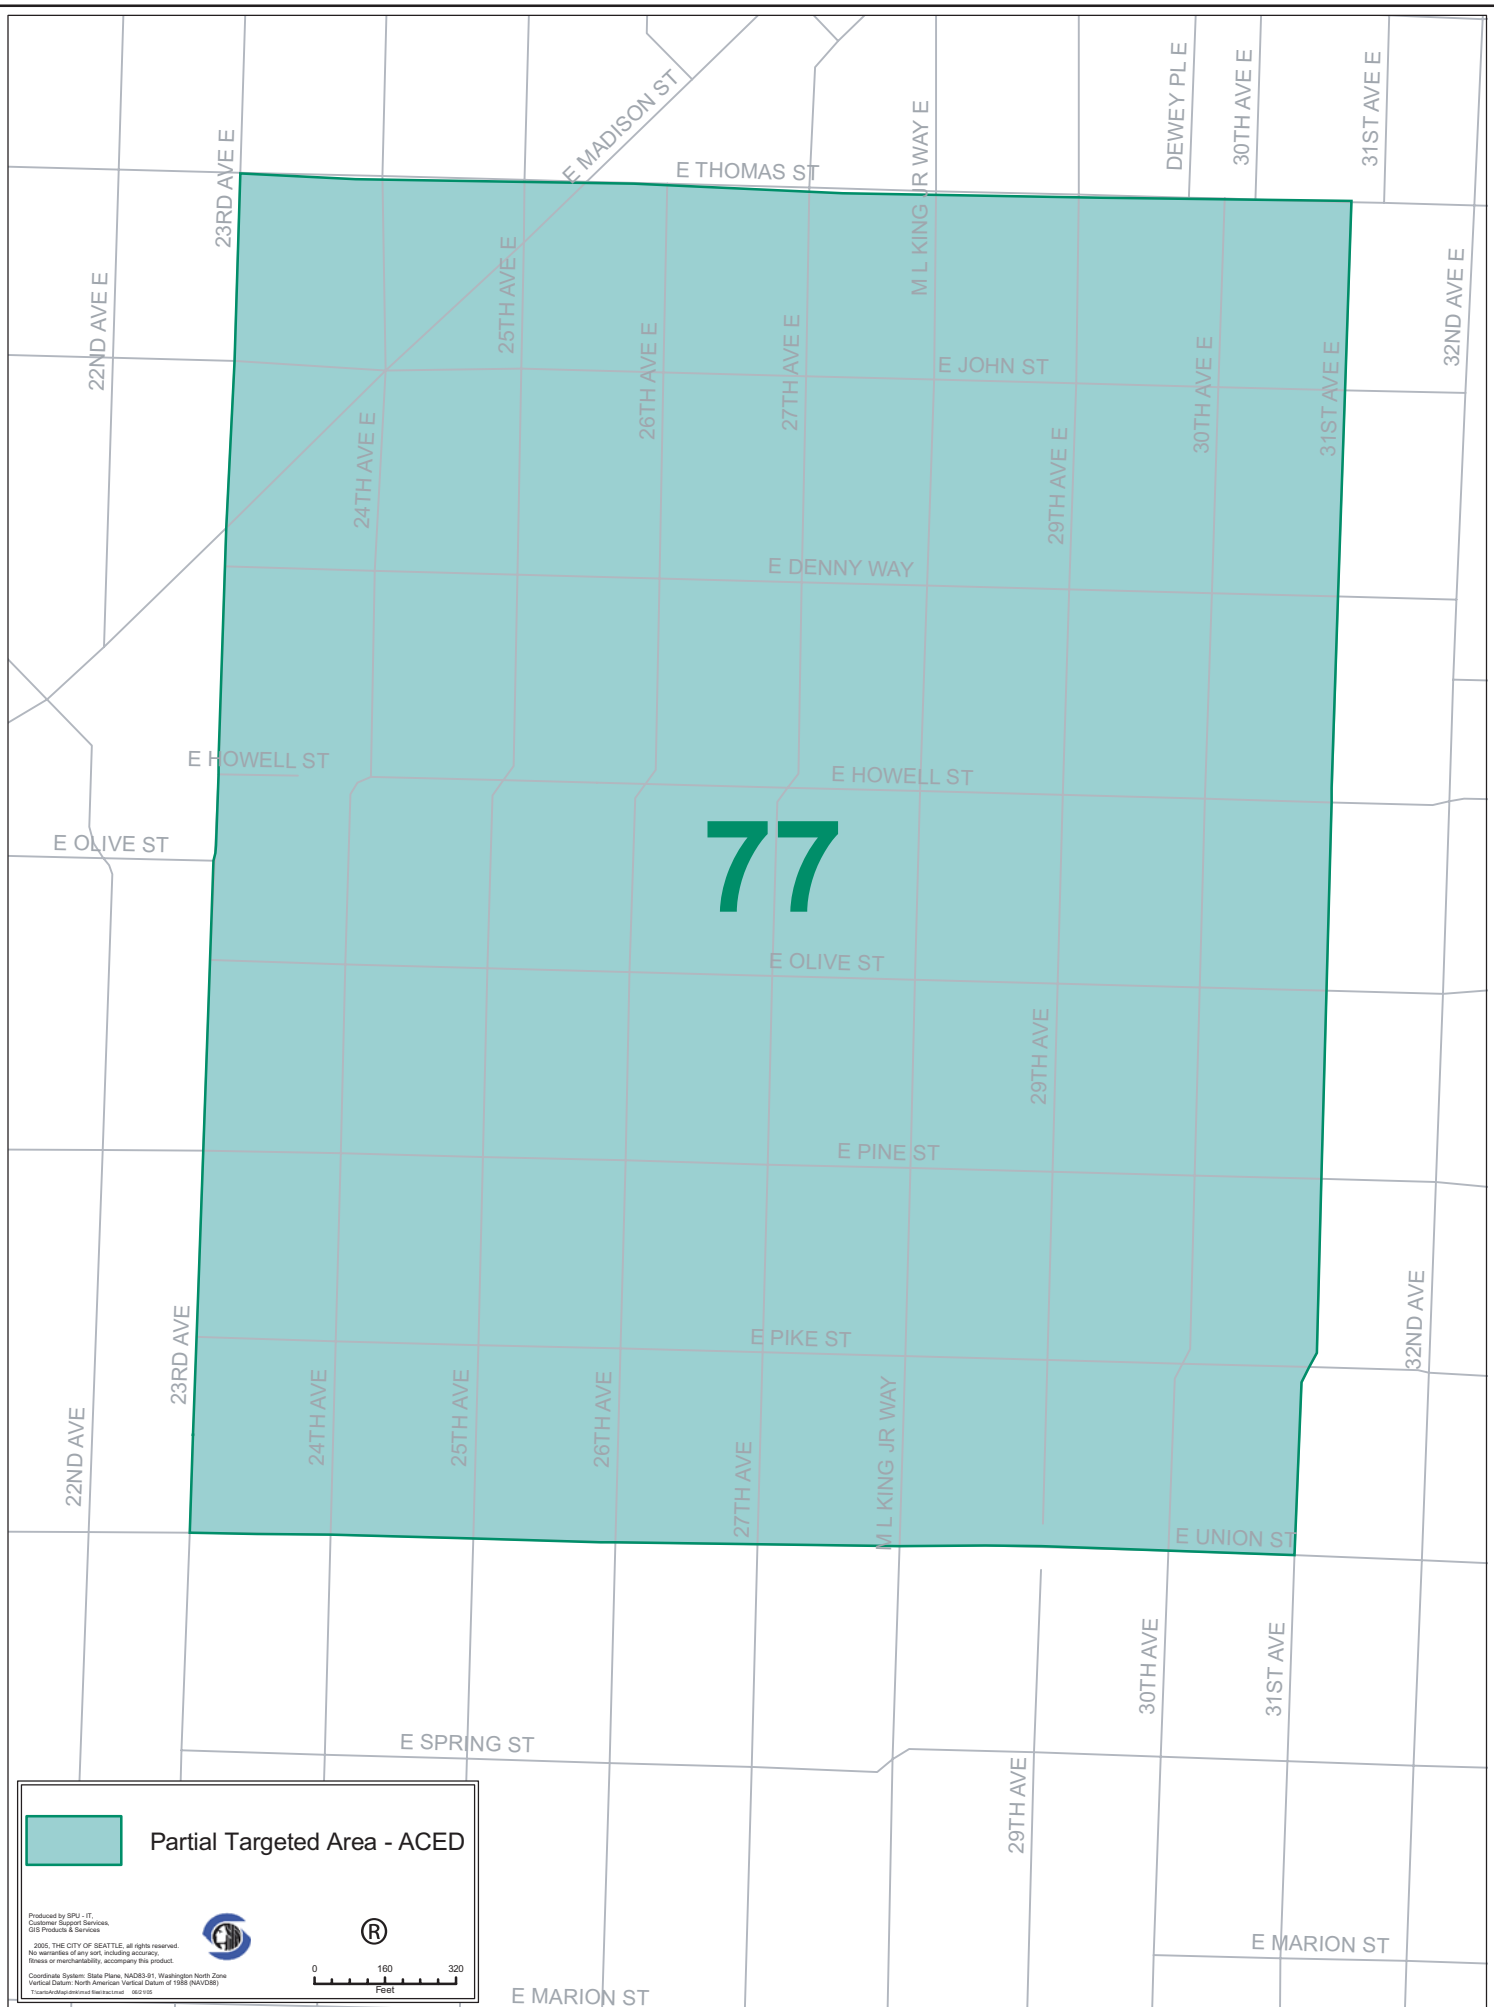 DEWEY PL E
30TH AVE E
31ST AVE E
E MADISON ST
M L KING JR WAY E
23RD AVE E
E THOMAS ST
22ND AVE E
25TH AVE E
32ND AVE E
26TH AVE E
27TH AVE E
E JOHN ST
30TH AVE E
31ST AVE E
24TH AVE E
29TH AVE E
E DENNY WAY
E HOWELL ST
E HOWELL ST
77
E OLIVE ST
E OLIVE ST
29TH AVE
E PINE ST
23RD AVE
32ND AVE
E PIKE ST
22ND AVE
24TH AVE
25TH AVE
26TH AVE
27TH AVE
M L KING JR WAY
E UNION ST
30TH AVE
31ST AVE
E SPRING ST
29TH AVE
Partial Targeted Area - ACED
Produced by SPU - IT,
Customer Support Services,
GIS Products & Services
2005, THE CITY OF SEATTLE, all rights reserved.
No warranties of any sort, including accuracy,
fitness or merchantability, accompany this product.
Coordinate System: State Plane, NAD83-91, Washington North Zone
Vertical Datum: North American Vertical Datum of 1988 (NAVD88)
®
0 160 320
Feet
E MARION ST
E MARION ST